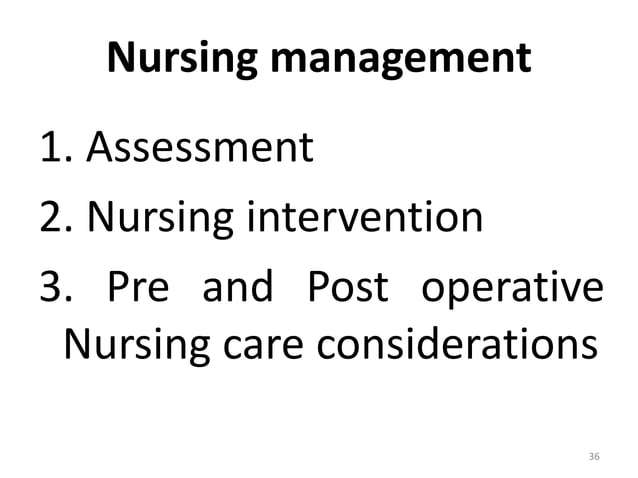 Nursing management
1. Assessment
2. Nursing intervention
3. Pre and Post operative
Nursing care considerations
36